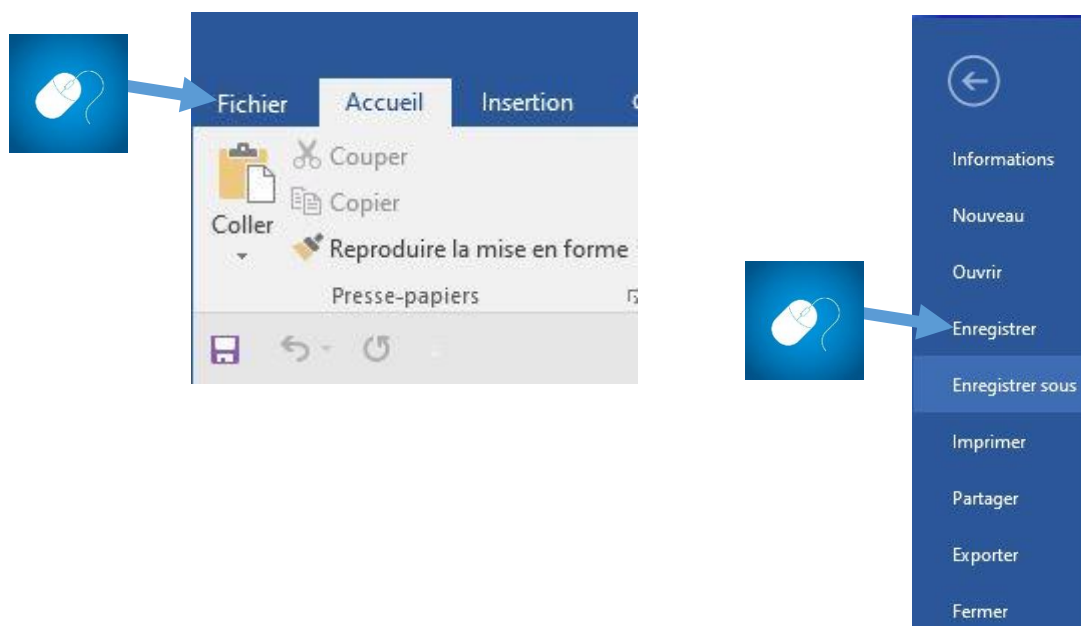 Fichier Accueil Insertion
Couper
Copier
Coller
Reproduire la mise en forme
Presse-papiers
Informations
Nouveau
Ouvrir
Enregistrer
Enregistrer sous
Imprimer
Partager
Exporter
Fermer